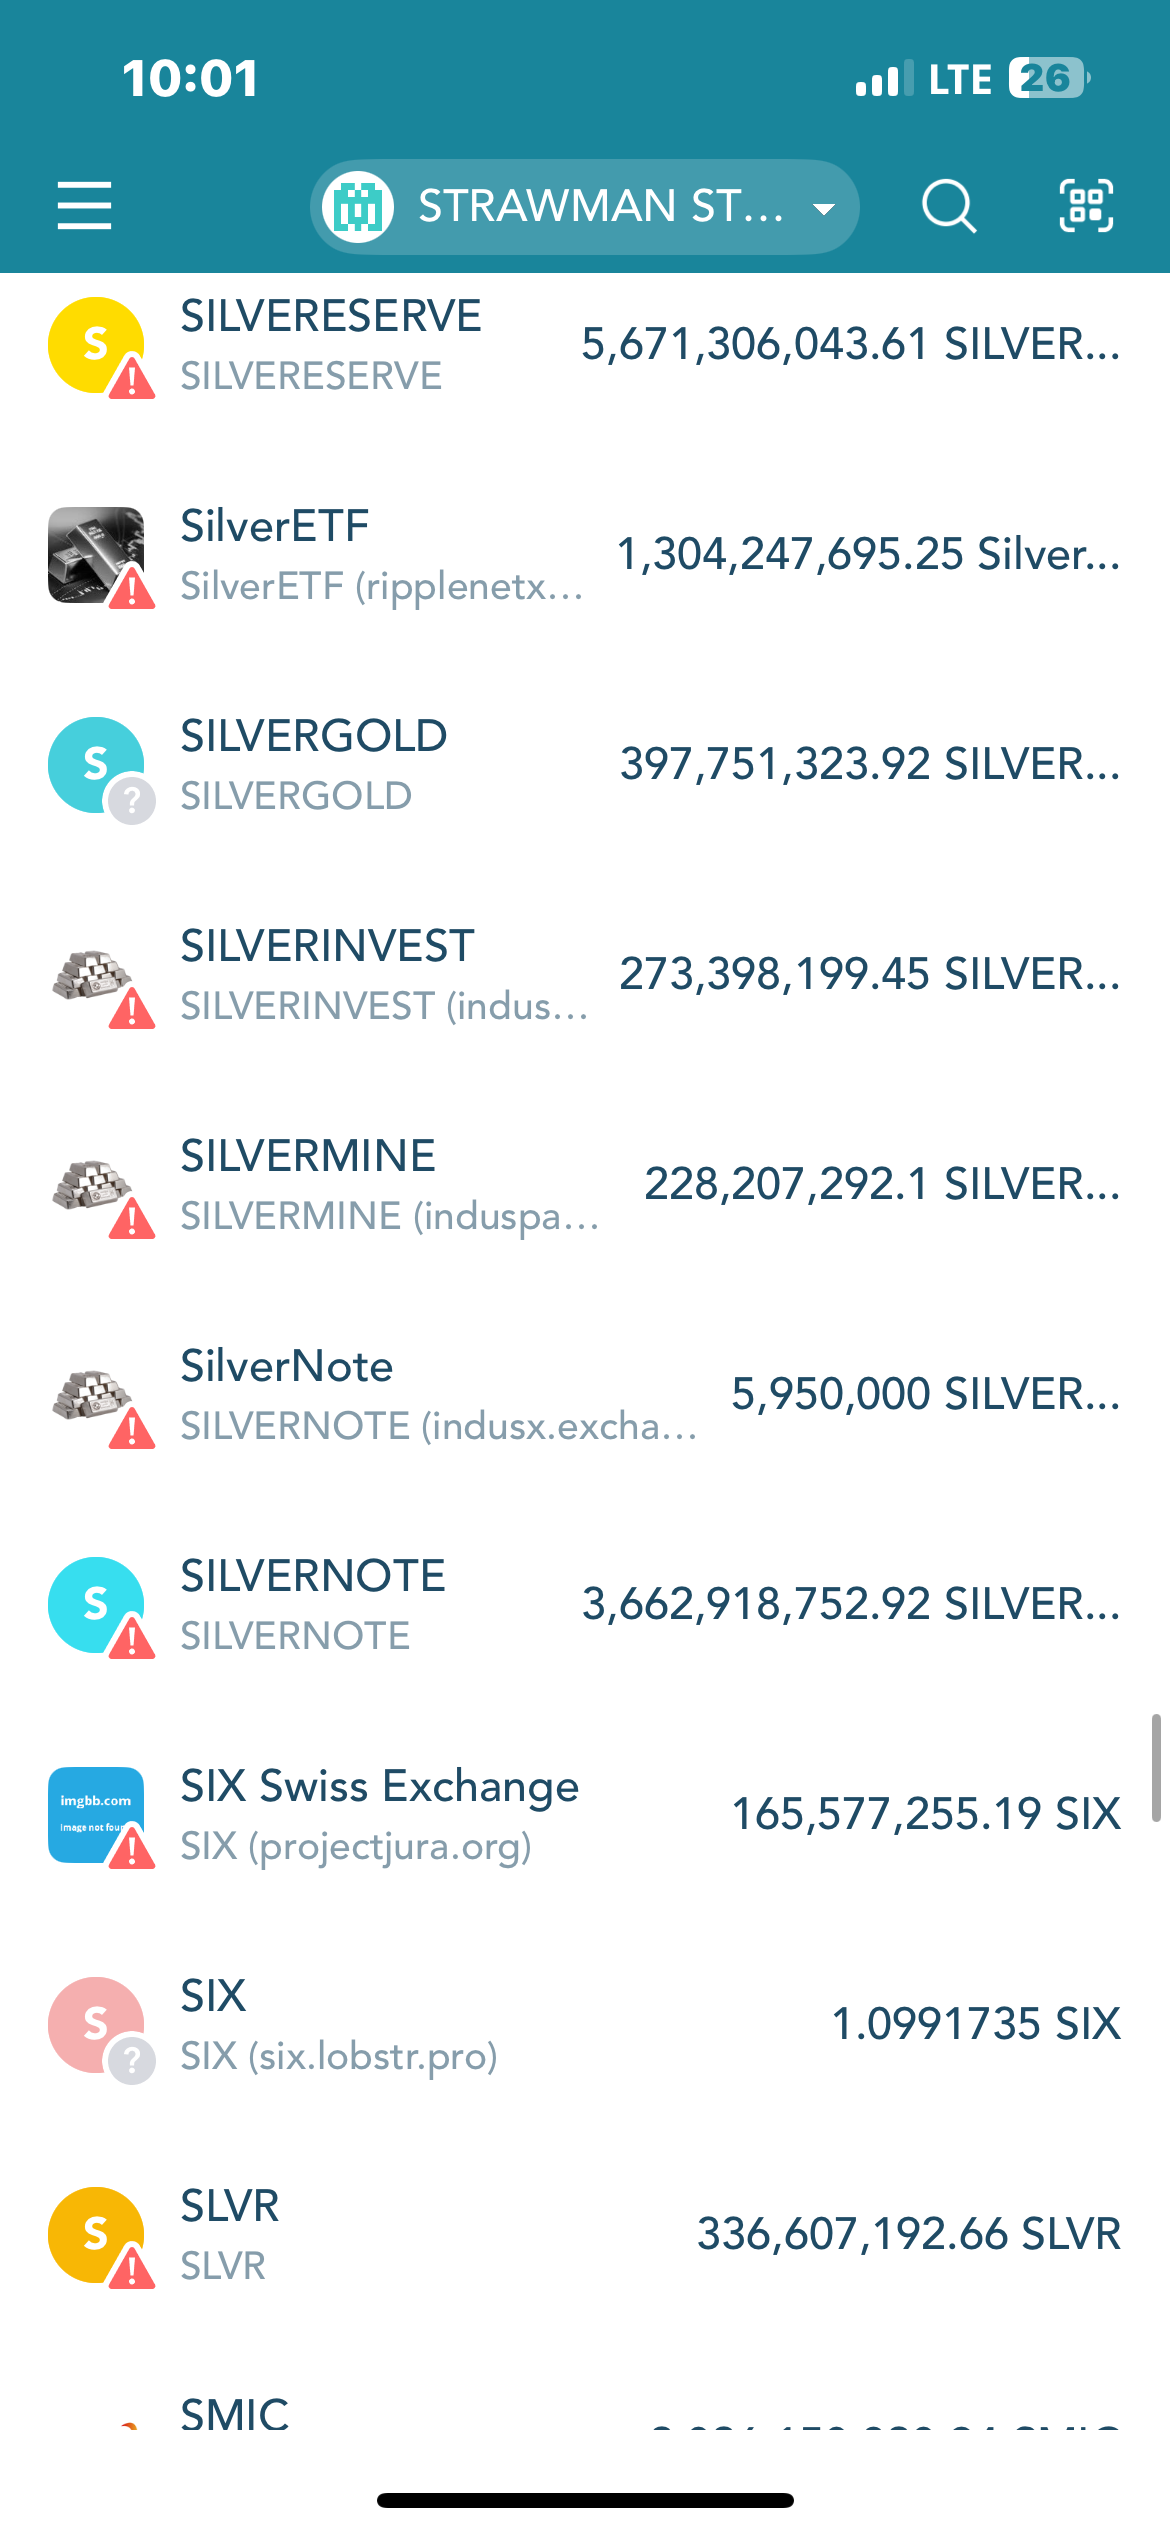 10:01
LTE 26
STRAWMAN ST...
S
SILVERESERVE
SILVERESERVE
5,671,306,043.61 SILVER...
SilverETF
SilverETF (ripplenetx...
1,304,247,695.25 Silver...
S
?
SILVERGOLD
SILVERGOLD
397,751,323.92 SILVER...
SILVERINVEST
SILVERINVEST (indus...
273,398,199.45 SILVER...
SILVERMINE
SILVERMINE (induspa...
228,207,292.1 SILVER...
SilverNote
SILVERNOTE (indusx.excha...
5,950,000 SILVER...
S
SILVERNOTE
SILVERNOTE
3,662,918,752.92 SILVER...
imgbb.com
Image not four
SIX Swiss Exchange
SIX (projectjura.org)
165,577,255.19 SIX
S
?
SIX
SIX (six.lobstr.pro)
1.0991735 SIX
S
SLVR
SLVR
336,607,192.66 SLVR
SMIC